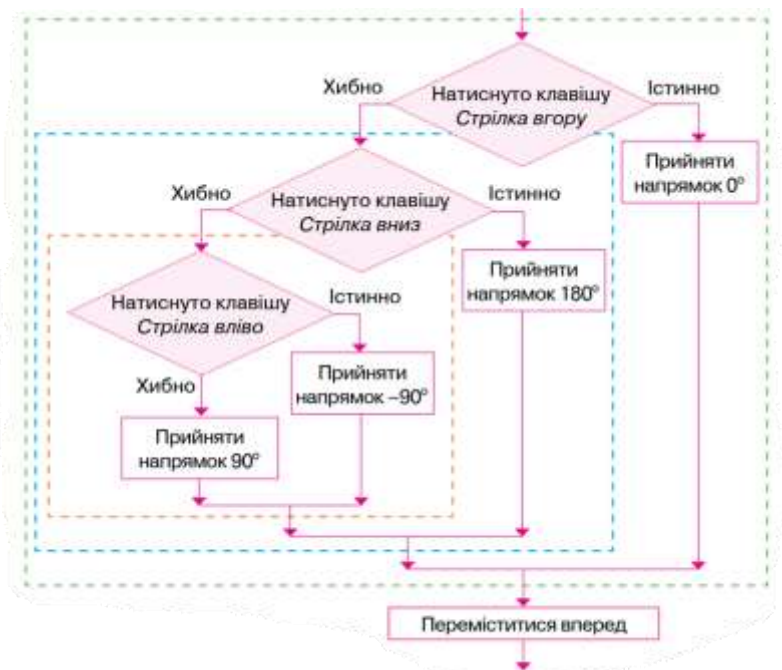 Хибно
Істинно
Натиснуто клавішу
Стрілка вгору
Прийняти
напрямок 0°
Хибно
Істинно
Натиснуто клавішу
Стрілка вниз
Прийняти
напрямок 180°
Натиснуто клавішу
Стрілка вліво
Істинно
Хибно
Прийняти
напрямок –90°
Прийняти
напрямок 90°
Переміститися вперед